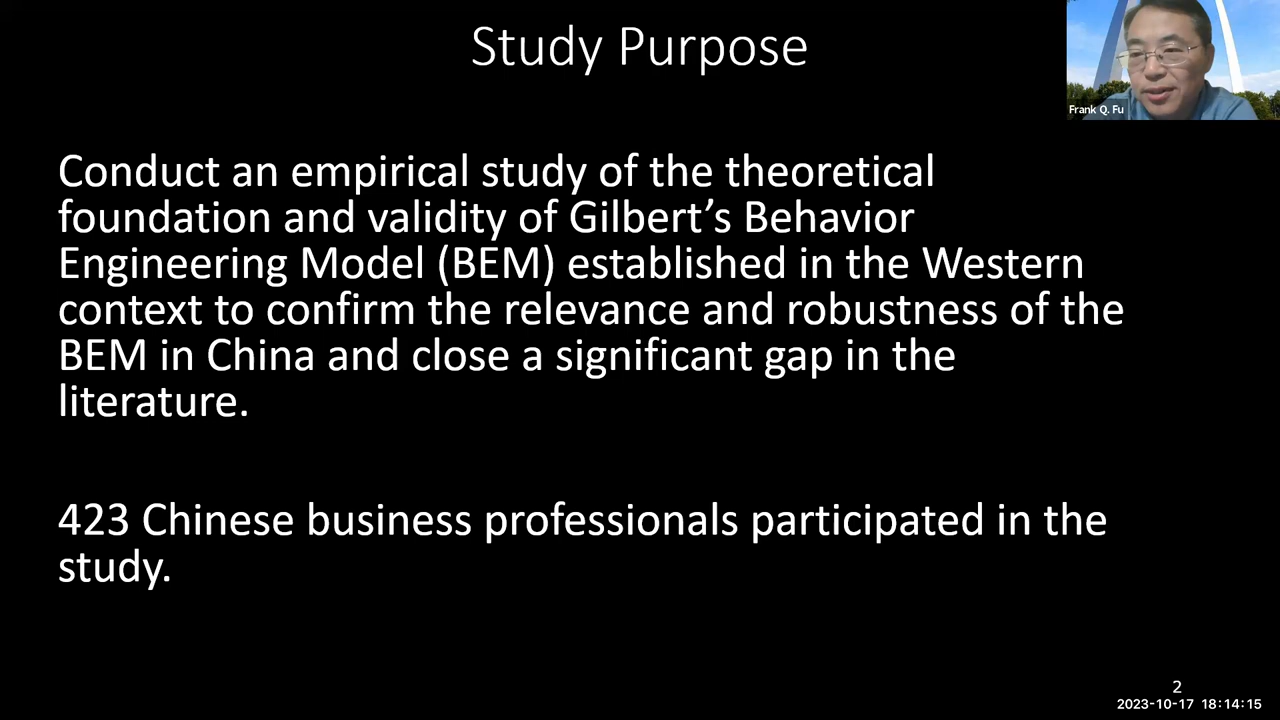 Study Purpose
Frank Q. Fu
Conduct an empirical study of the theoretical
foundation and validity of Gilbert’s Behavior
Engineering Model (BEM) established in the Western
context to confirm the relevance and robustness of the
BEM in China and close a significant gap in the
literature.
423 Chinese business professionals participated in the
study.
2
2023-10-17 18:14:15